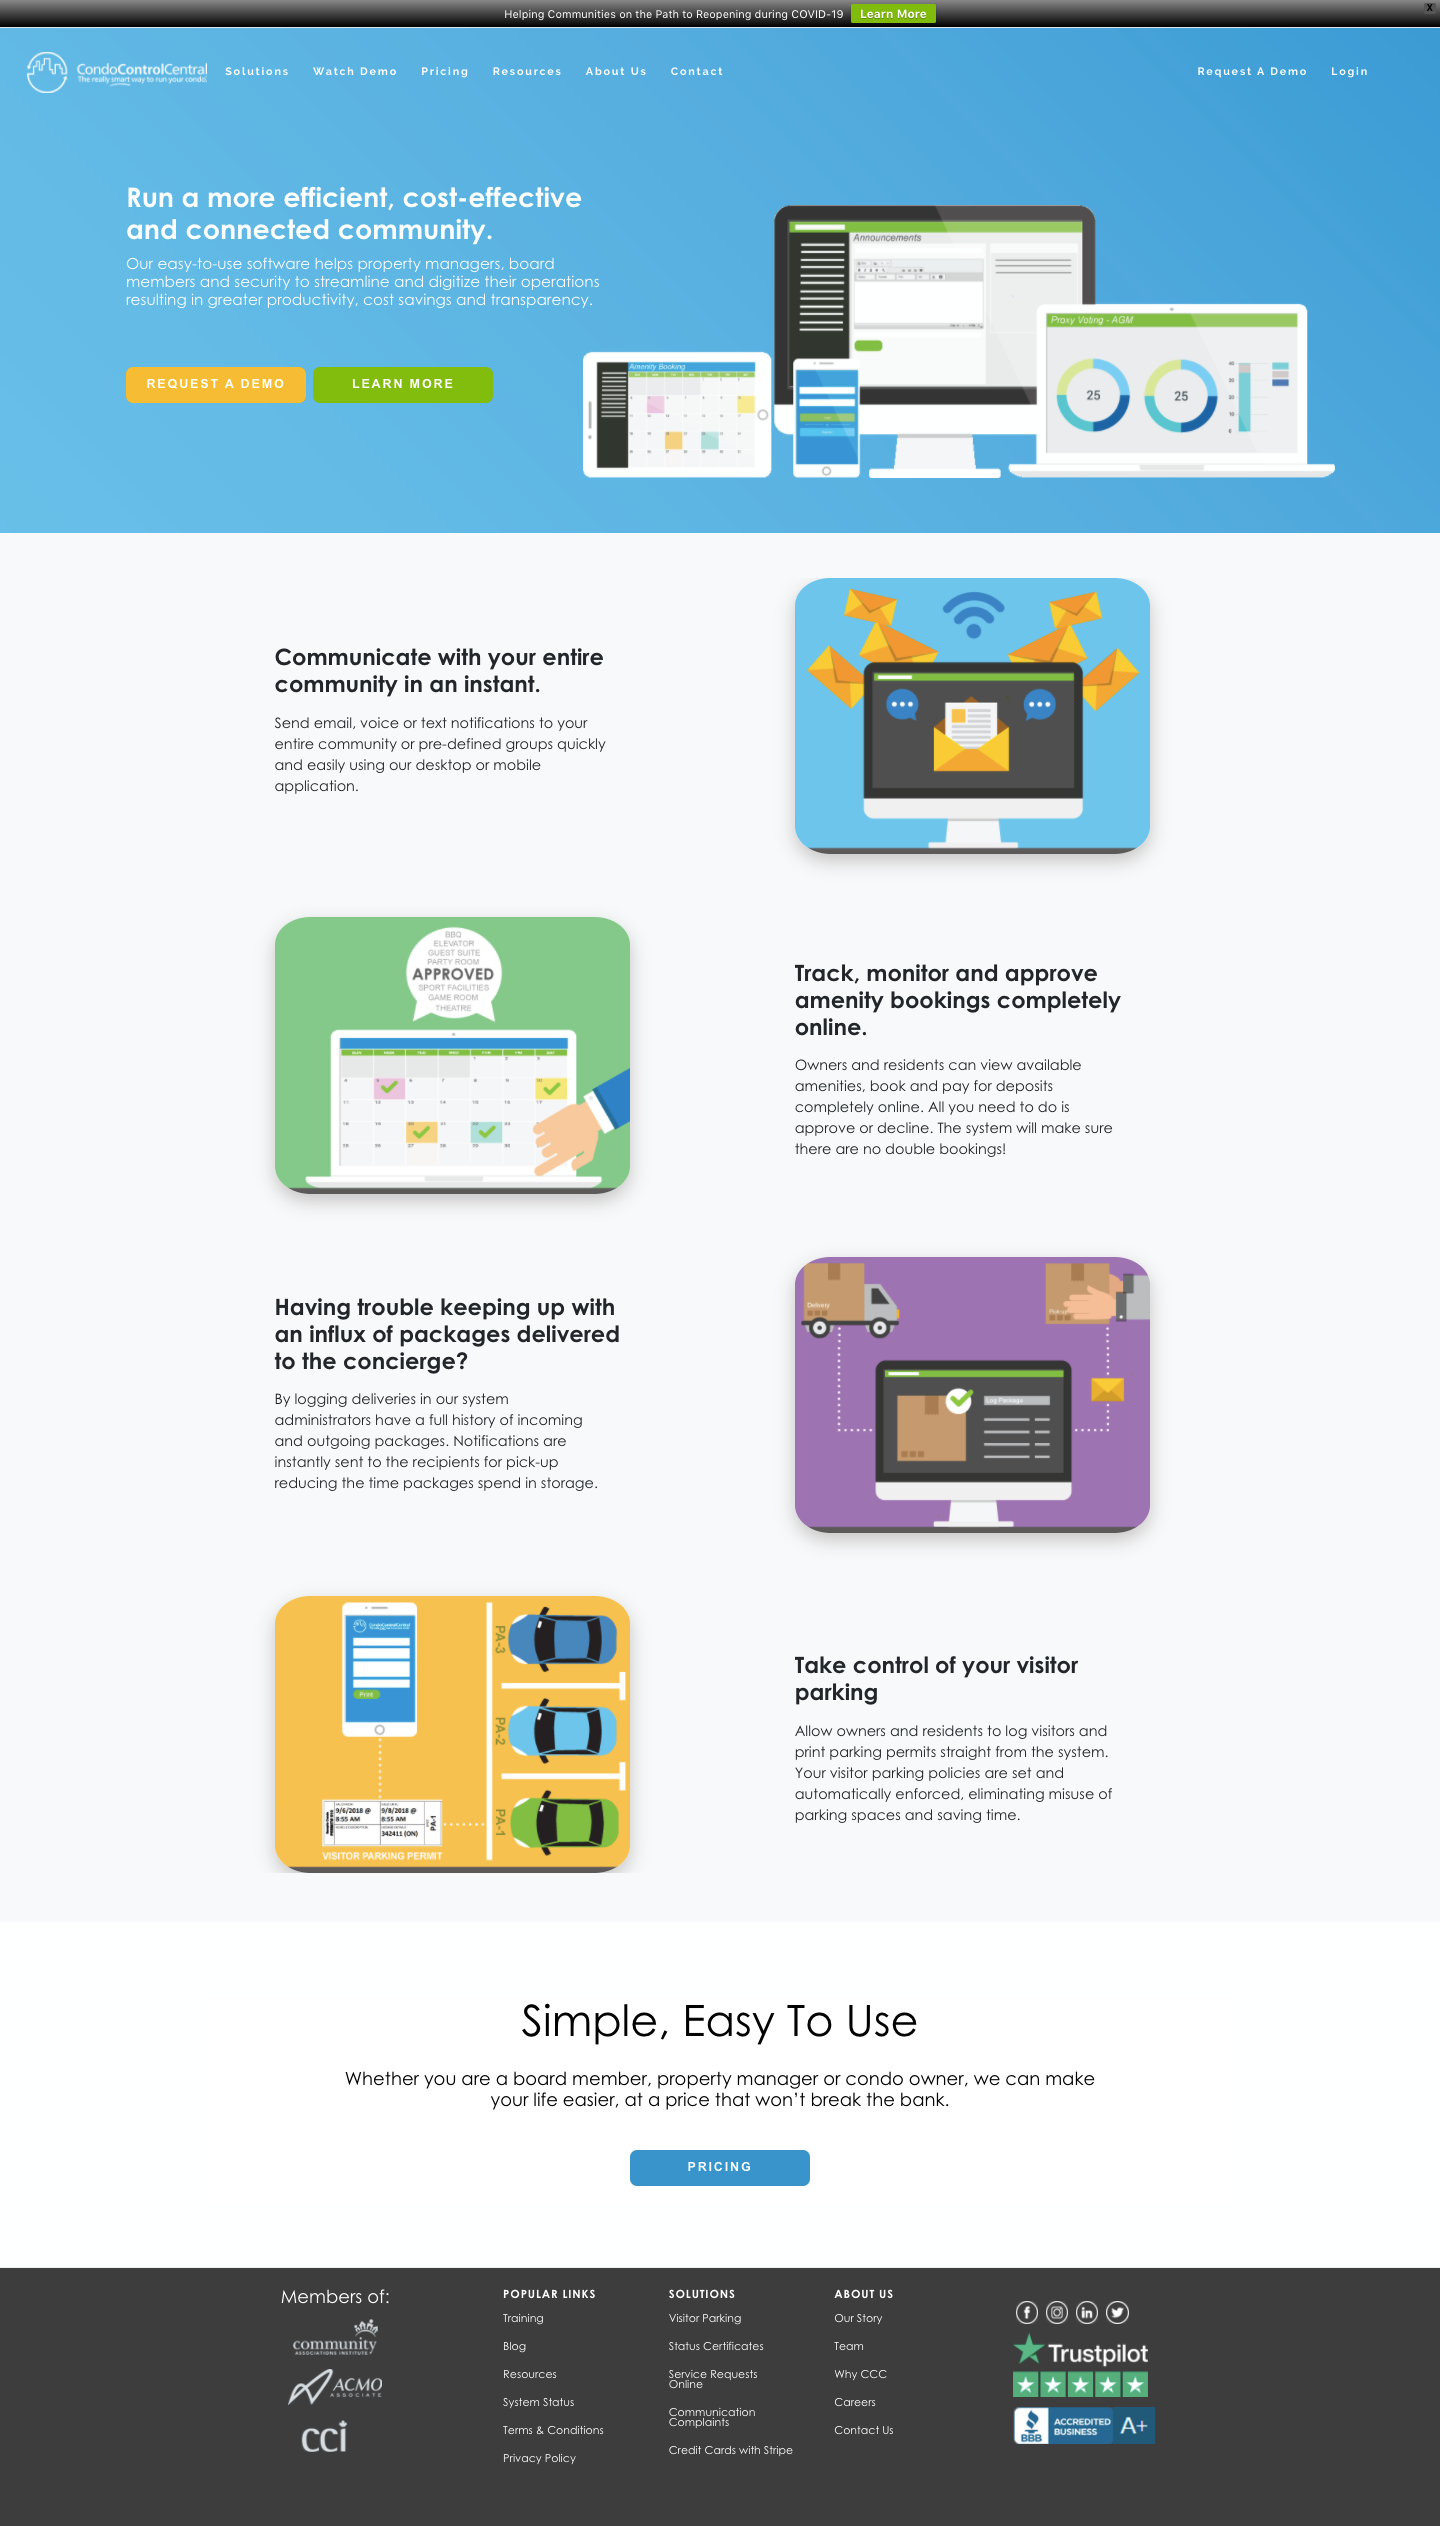 Helping Communities on the Path to Reopening during COVID-19 Learn More X
CondoControlCentral
The really smart way to run your condo.
Solutions Watch Demo Pricing Resources About Us Contact Request A Demo Login
Run a more efficient, cost-effective
and connected community.
Our easy-to-use software helps property managers, board
members and security to streamline and digitize their operations
resulting in greater productivity, cost savings and transparency.
REQUEST A DEMO LEARN MORE
Announcements
Proxy Voting - AGM
25 25
Amenity Booking
Communicate with your entire
community in an instant.
Send email, voice or text notifications to your
entire community or pre-defined groups quickly
and easily using our desktop or mobile
application.
BBQ
ELEVATOR
GUEST SUITE
PARTY ROOM
APPROVED
SPORT FACILITIES
GAME ROOM
THEATRE
Track, monitor and approve
amenity bookings completely
online.
Owners and residents can view available
amenities, book and pay for deposits
completely online. All you need to do is
approve or decline. The system will make sure
there are no double bookings!
Having trouble keeping up with
an influx of packages delivered
to the concierge?
By logging deliveries in our system
administrators have a full history of incoming
and outgoing packages. Notifications are
instantly sent to the recipients for pick-up
reducing the time packages spend in storage.
Delivery
Log Package
CondoControlCentral
Print
PA-3
PA-2
PA-1
9/6/2018 @
8:55 AM
9/8/2018 @
8:55 AM
342411 (ON)
PA-1
VISITOR PARKING PERMIT
Take control of your visitor
parking
Allow owners and residents to log visitors and
print parking permits straight from the system.
Your visitor parking policies are set and
automatically enforced, eliminating misuse of
parking spaces and saving time.
Simple, Easy To Use
Whether you are a board member, property manager or condo owner, we can make
your life easier, at a price that won't break the bank.
PRICING
Members of:
community
ASSOCIATIONS INSTITUTE
ACMO
ASSOCIATE
cci
POPULAR LINKS
Training
Blog
Resources
System Status
Terms & Conditions
Privacy Policy
SOLUTIONS
Visitor Parking
Status Certificates
Service Requests
Online
Communication
Complaints
Credit Cards with Stripe
ABOUT US
Our Story
Team
Why CCC
Careers
Contact Us
Trustpilot
BBB
ACCREDITED
BUSINESS
A+